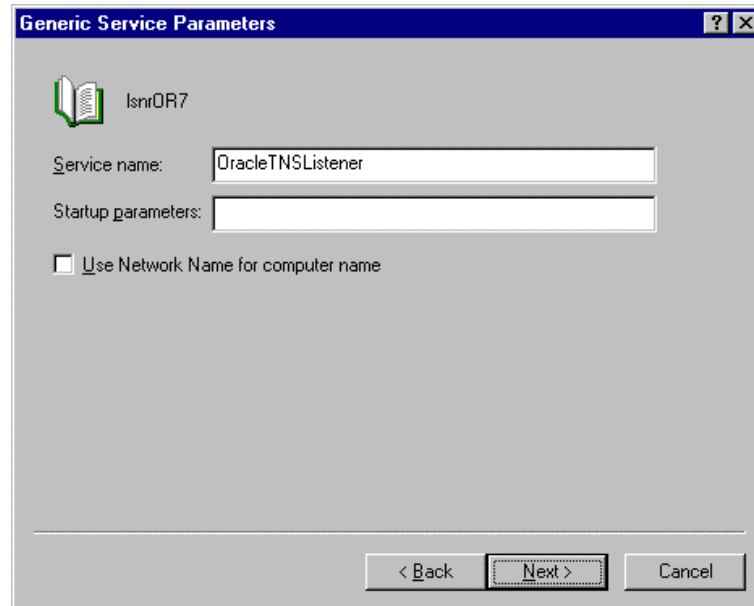 Generic Service Parameters
lsnrOR7
Service name: OracleTNSListener
Startup parameters:
Use Network Name for computer name
< Back Next > Cancel